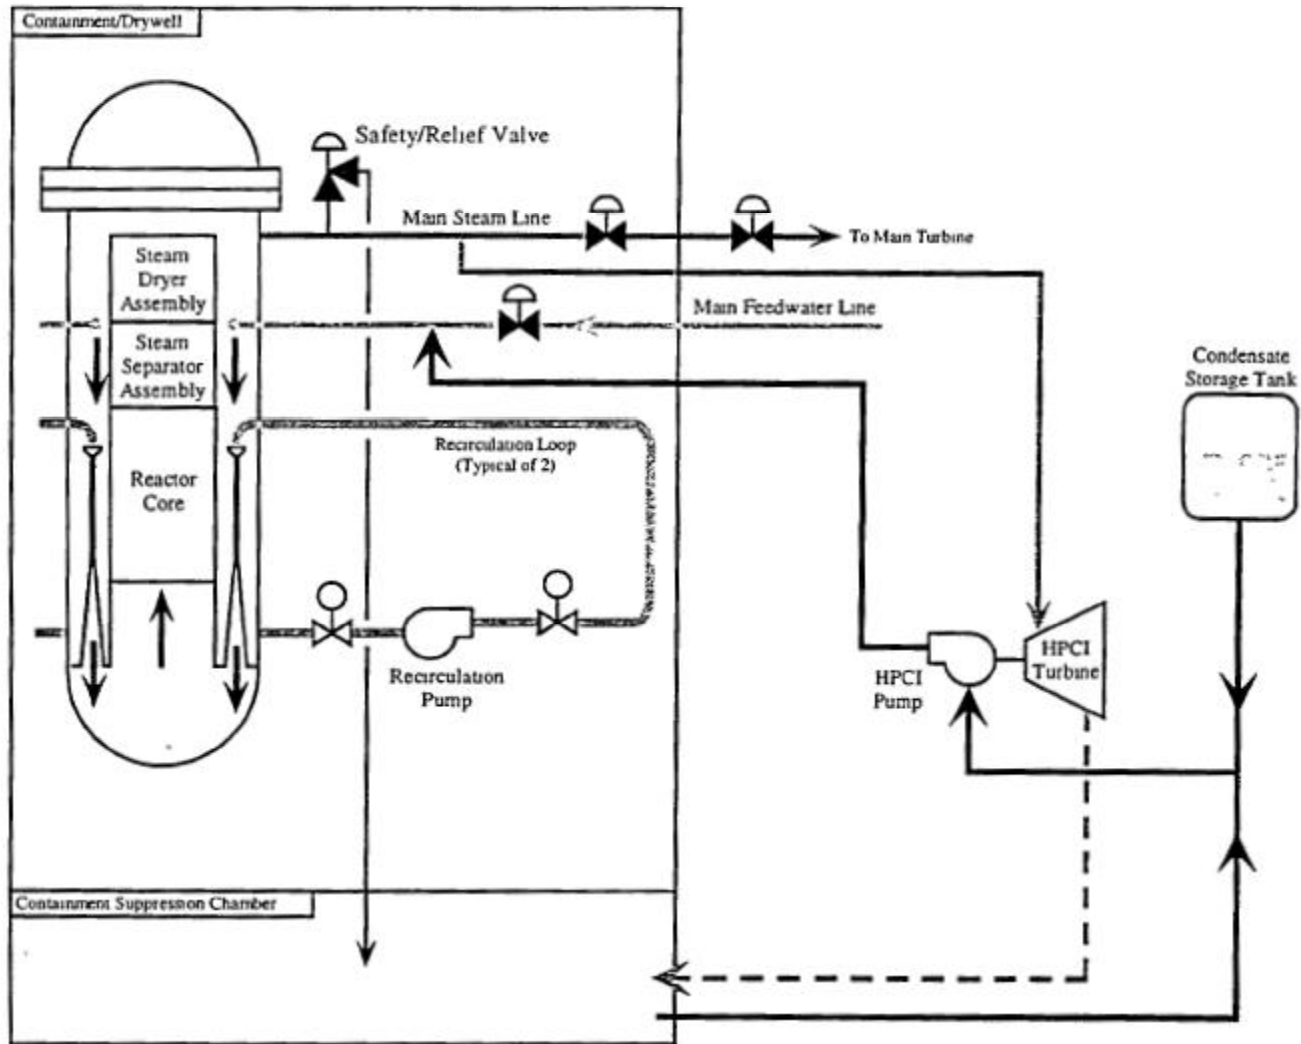 Containment/Drywell
Safety/Relief Valve
Main Steam Line
To Main Turbine
Steam
Dryer
Assembly
Main Feedwater Line
Steam
Separator
Assembly
Condensate
Storage Tank
Recirculation Loop
(Typical of 2)
Reactor
Core
HPCI
Turbine
HPCI
Pump
Recirculation
Pump
Containment Suppression Chamber